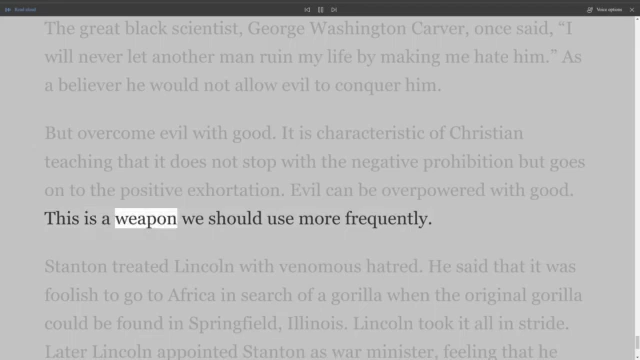 Read aloud
Voice options
The great black scientist, George Washington Carver, once said, “I
will never let another man ruin my life by making me hate him.” As
a believer he would not allow evil to conquer him.
But overcome evil with good. It is characteristic of Christian
teaching that it does not stop with the negative prohibition but goes
on to the positive exhortation. Evil can be overpowered with good.
This is a weapon we should use more frequently.
Stanton treated Lincoln with venomous hatred. He said that it was
foolish to go to Africa in search of a gorilla when the original gorilla
could be found in Springfield, Illinois. Lincoln took it all in stride.
Later Lincoln appointed Stanton as war minister, feeling that he